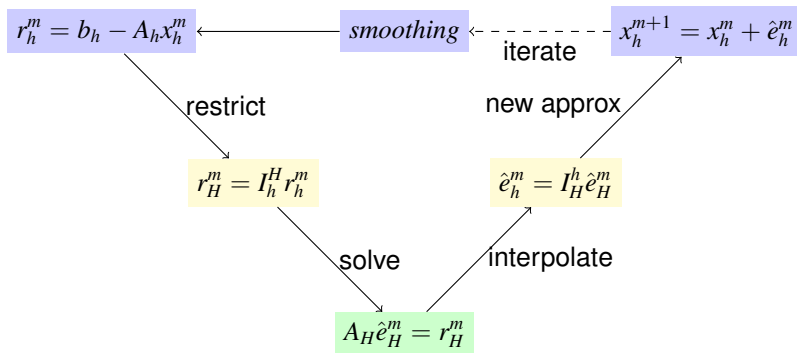 r_h^m = b_h − A_h x_h^m
smoothing
x_h^{m+1} = x_h^m + ê_h^m
iterate
restrict
new approx
r_H^m = I_h^H r_h^m
ê_h^m = I_H^h ê_H^m
solve
interpolate
A_H ê_H^m = r_H^m